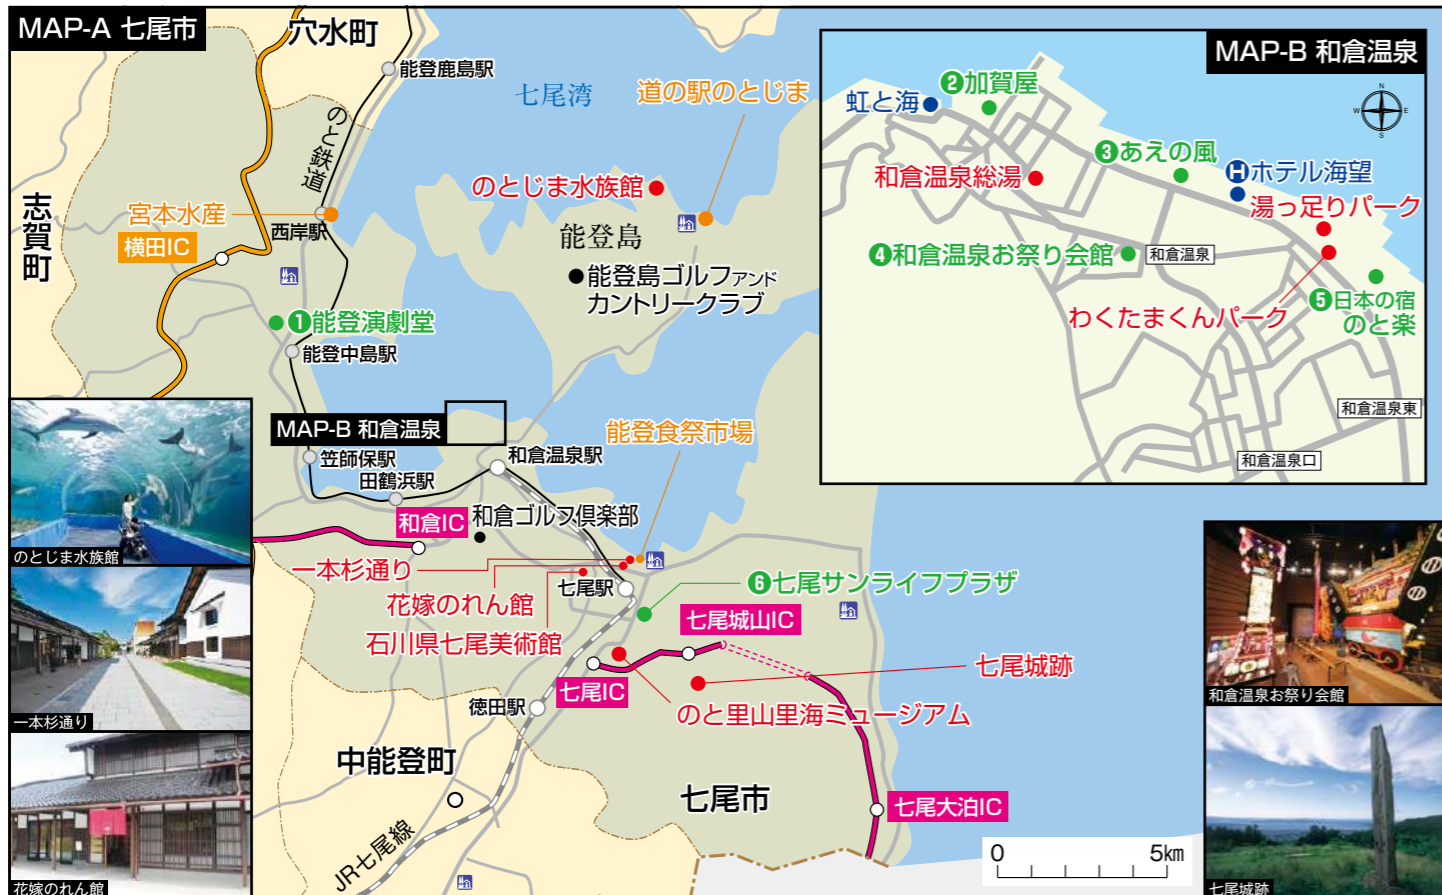 MAP-A 七尾市
穴水町
能登鹿島駅
七尾湾
道の駅のとじま
のと鉄道
のとじま水族館
志賀町
宮本水産
西岸駅
横田IC
能登島
能登島ゴルフアンド
カントリークラブ
❶能登演劇堂
能登中島駅
MAP-B 和倉温泉
能登食祭市場
笠師保駅
和倉温泉駅
田鶴浜駅
和倉IC
和倉ゴルフ倶楽部
一本杉通り
七尾駅
花嫁のれん館
❻七尾サンライフプラザ
石川県七尾美術館
七尾城山IC
七尾IC
七尾城跡
徳田駅
のと里山里海ミュージアム
中能登町
七尾市
七尾大泊IC
JR七尾線
0 5km
MAP-B 和倉温泉
N
W E
S
❷加賀屋
虹と海
❸あえの風
Hホテル海望
和倉温泉総湯
湯っ足りパーク
❹和倉温泉お祭り会館
和倉温泉
わくたまくんパーク
❺日本の宿
のと楽
和倉温泉東
和倉温泉口
のとじま水族館
一本杉通り
花嫁のれん館
和倉温泉お祭り会館
七尾城跡